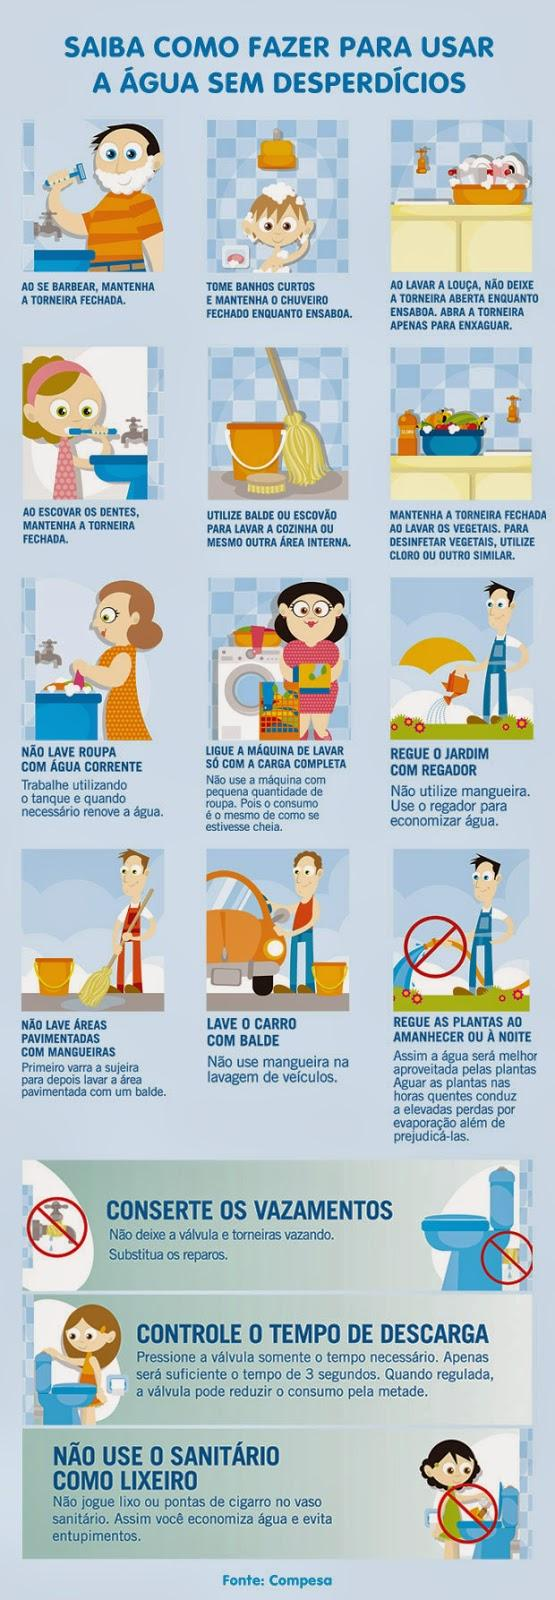 SAIBA COMO FAZER PARA USAR
A ÁGUA SEM DESPERDÍCIOS
AO SE BARBEAR, MANTENHA
A TORNEIRA FECHADA.
TOME BANHOS CURTOS
E MANTENHA O CHUVEIRO
FECHADO ENQUANTO ENSABOA.
AO LAVAR A LOUÇA, NÃO DEIXE
A TORNEIRA ABERTA ENQUANTO
ENSABOA. ABRA A TORNEIRA
APENAS PARA ENXAGUAR.
AO ESCOVAR OS DENTES,
MANTENHA A TORNEIRA
FECHADA.
UTILIZE BALDE OU ESCOVÃO
PARA LAVAR A COZINHA OU
MESMO OUTRA ÁREA INTERNA.
MANTENHA A TORNEIRA FECHADA
AO LAVAR OS VEGETAIS. PARA
DESINFETAR VEGETAIS, UTILIZE
CLORO OU OUTRO SIMILAR.
NÃO LAVE ROUPA
COM ÁGUA CORRENTE
Trabalhe utilizando
o tanque e quando
necessário renove a água.
LIGUE A MÁQUINA DE LAVAR
SÓ COM A CARGA COMPLETA
Não use a máquina com
pequena quantidade de
roupa. Pois o consumo
é o mesmo de como se
estivesse cheia.
REGUE O JARDIM
COM REGADOR
Não utilize mangueira.
Use o regador para
economizar água.
NÃO LAVE ÁREAS
PAVIMENTADAS
COM MANGUEIRAS
Primeiro varra a sujeira
para depois lavar a área
pavimentada com um balde.
LAVE O CARRO
COM BALDE
Não use mangueira na
lavagem de veículos.
REGUE AS PLANTAS AO
AMANHECER OU À NOITE
Assim a água será melhor
aproveitada pelas plantas
Aguar as plantas nas
horas quentes conduz
a elevadas perdas por
evaporação além de
prejudicá-las.
CONSERTE OS VAZAMENTOS
Não deixe a válvula e torneiras vazando.
Substitua os reparos.
CONTROLE O TEMPO DE DESCARGA
Pressione a válvula somente o tempo necessário. Apenas
será suficiente o tempo de 3 segundos. Quando regulada,
a válvula pode reduzir o consumo pela metade.
NÃO USE O SANITÁRIO
COMO LIXEIRO
Não jogue lixo ou pontas de cigarro no vaso
sanitário. Assim você economiza água e evita
entupimentos.
Fonte: Compesa